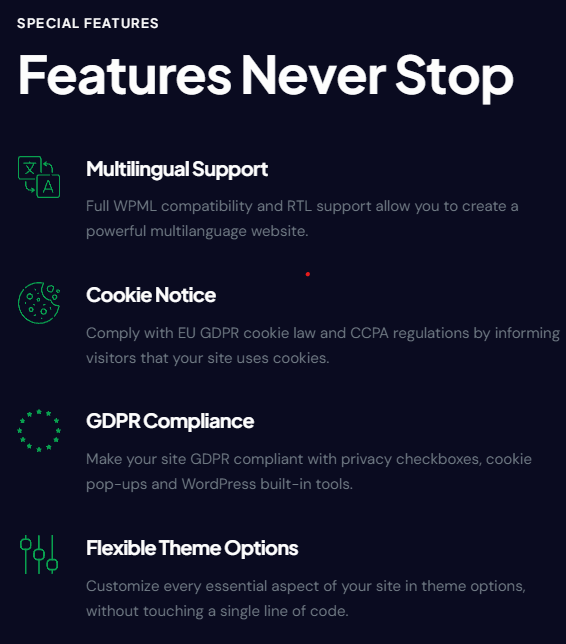 SPECIAL FEATURES
Features Never Stop
文
A
Multilingual Support
Full WPML compatibility and RTL support allow you to create a
powerful multilanguage website.
Cookie Notice
Comply with EU GDPR cookie law and CCPA regulations by informing
visitors that your site uses cookies.
GDPR Compliance
Make your site GDPR compliant with privacy checkboxes, cookie
pop-ups and WordPress built-in tools.
Flexible Theme Options
Customize every essential aspect of your site in theme options,
without touching a single line of code.